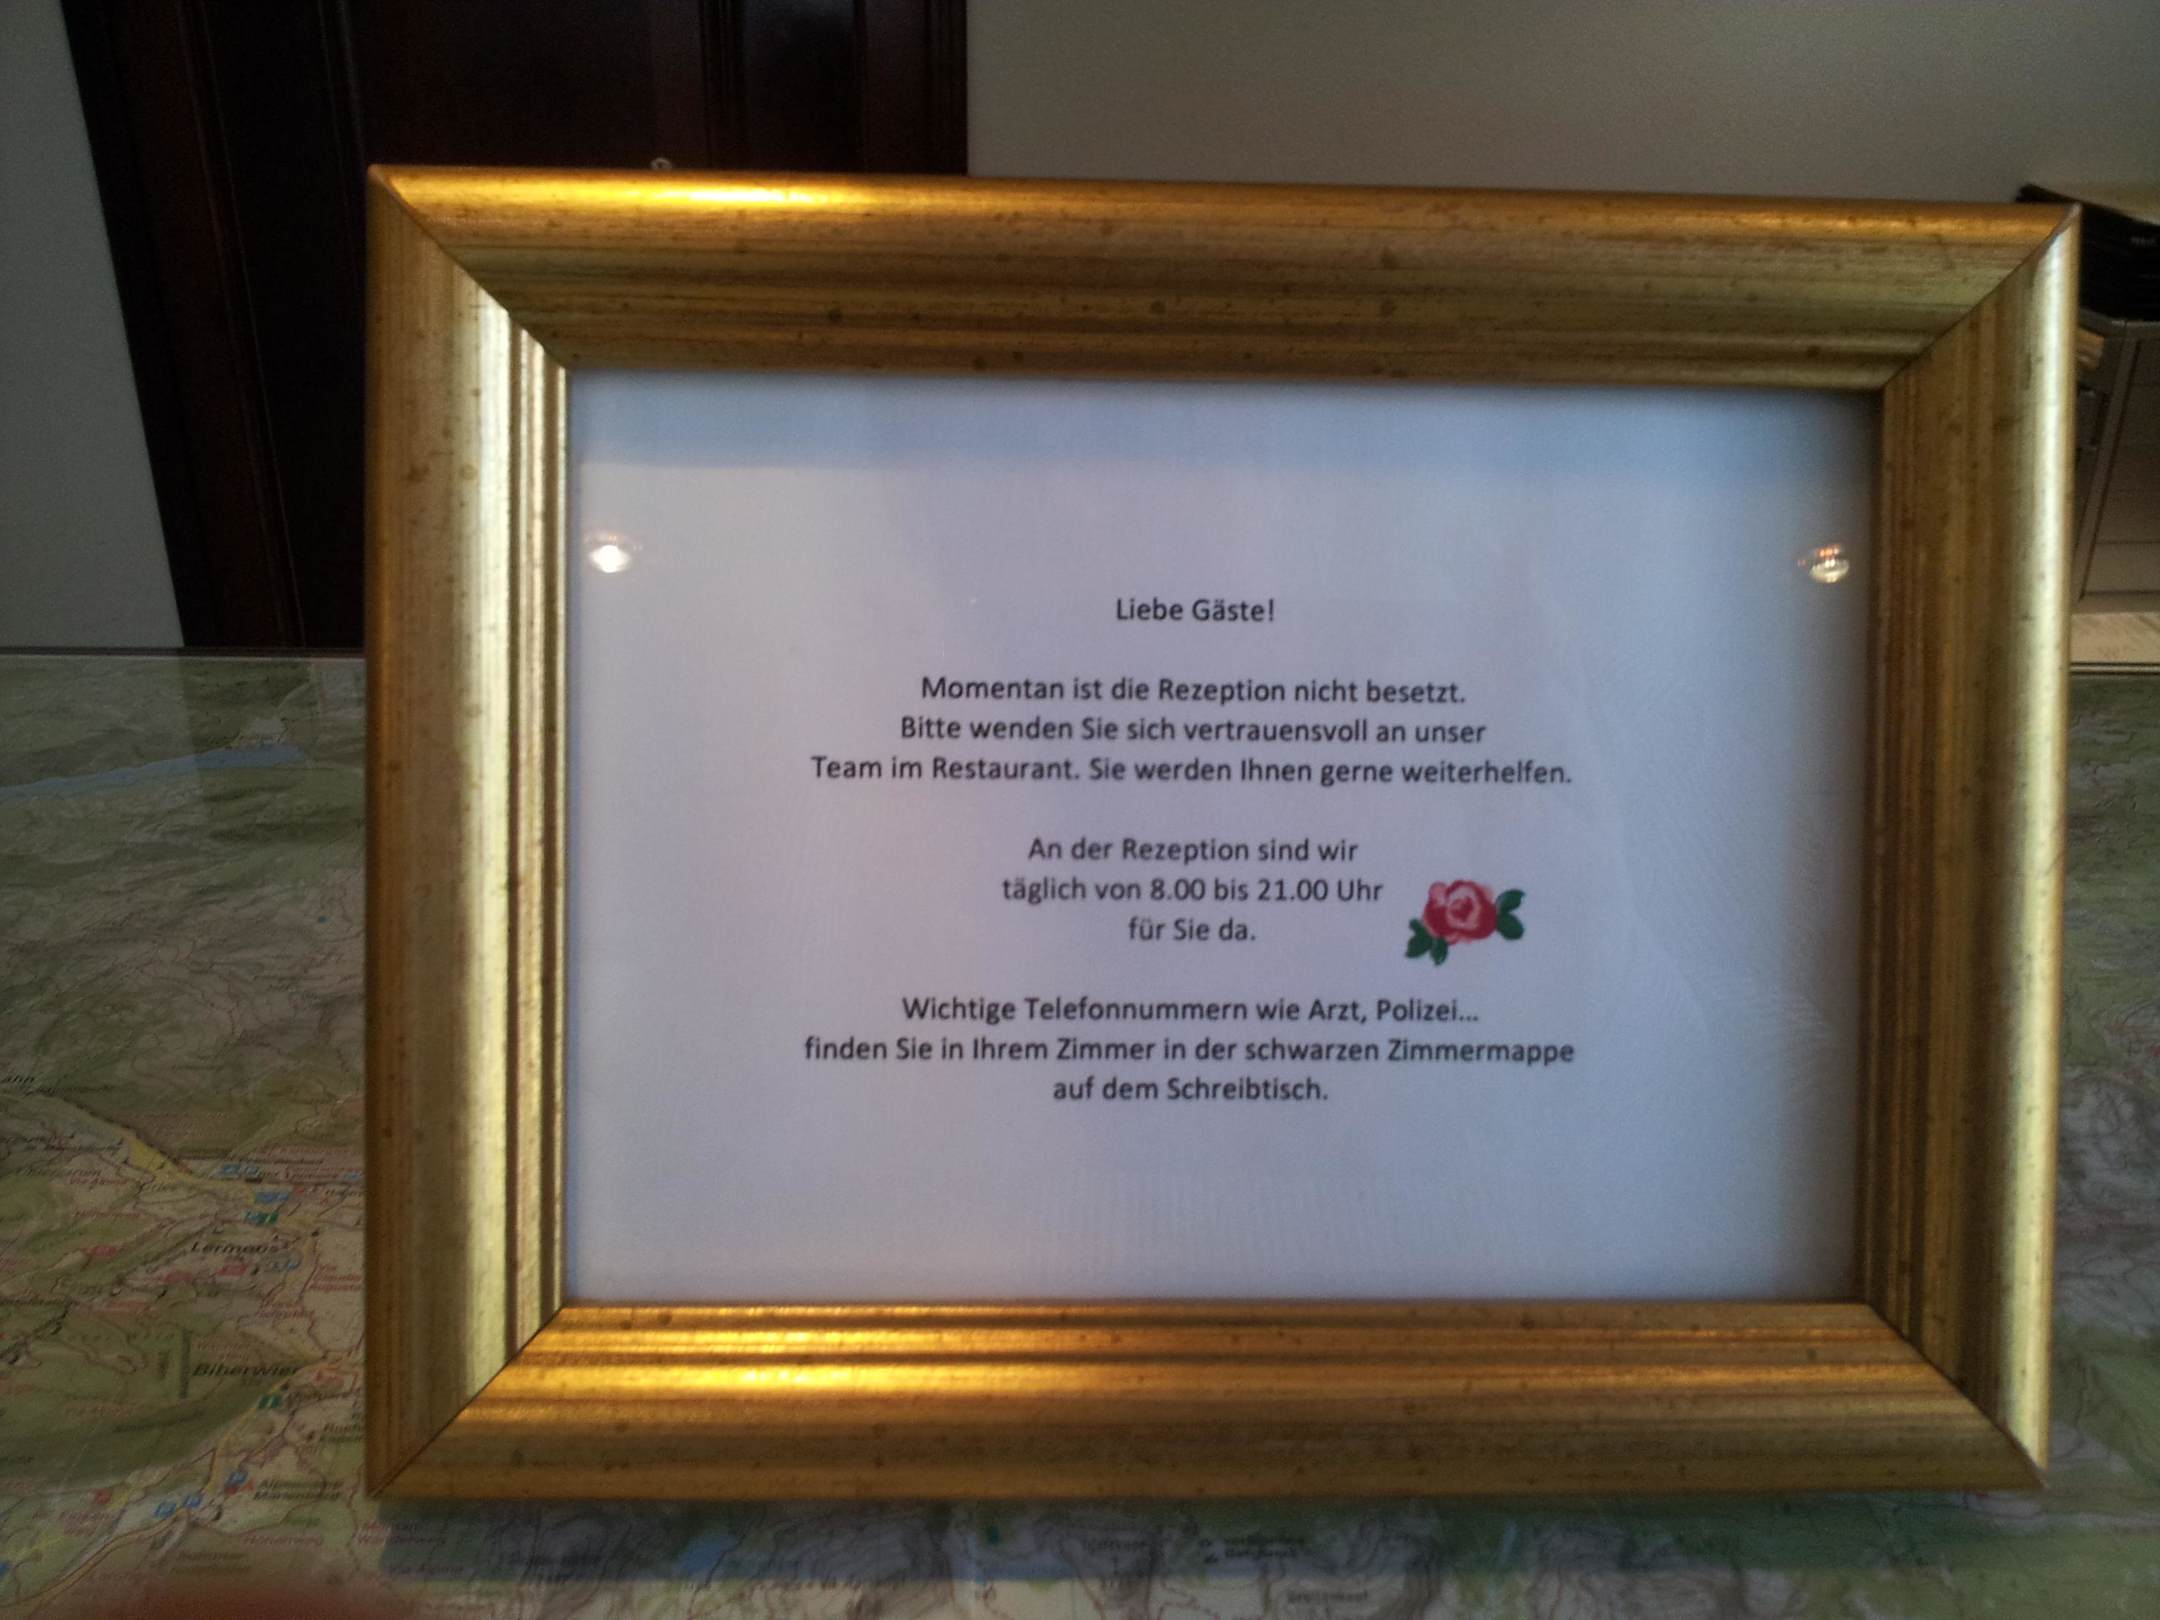 Liebe Gäste!
Momentan ist die Rezeption nicht besetzt.
Bitte wenden Sie sich vertrauensvoll an unser
Team im Restaurant. Sie werden Ihnen gerne weiterhelfen.
An der Rezeption sind wir
täglich von 8.00 bis 21.00 Uhr
für Sie da.
Wichtige Telefonnummern wie Arzt, Polizei...
finden Sie in Ihrem Zimmer in der schwarzen Zimmermappe
auf dem Schreibtisch.
Lermoos
Biberwier